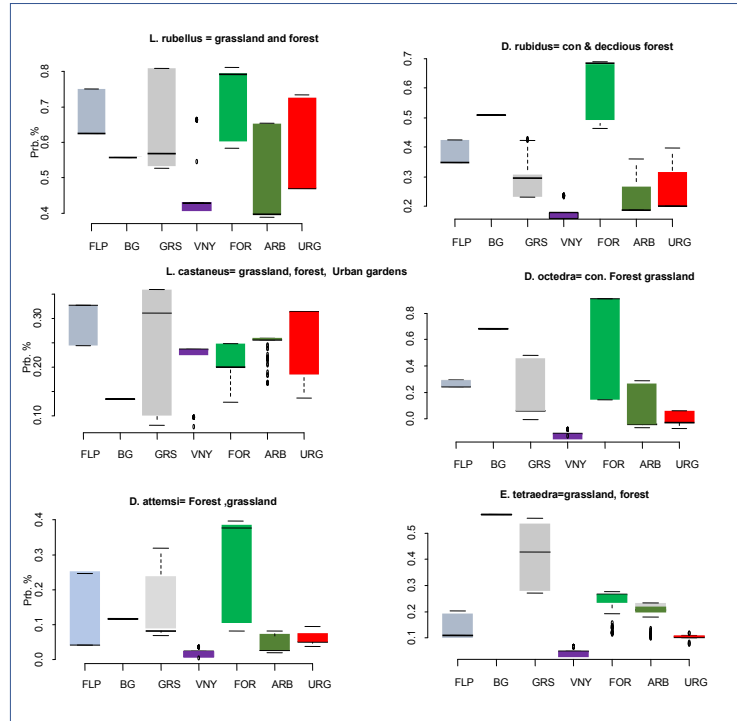 L. rubellus = grassland and forest
Prb. %
0.8
0.7
0.6
0.5
0.4
FLP BG GRS VNY FOR ARB URG
D. rubidus= con & decdious forest
0.7
0.6
0.5
0.4
0.3
0.2
FLP BG GRS VNY FOR ARB URG
L. castaneus= grassland, forest, Urban gardens
Prb. %
0.30
0.20
0.10
FLP BG GRS VNY FOR ARB URG
D. octedra= con. Forest grassland
0.8
0.6
0.4
0.2
0.0
FLP BG GRS VNY FOR ARB URG
D. attemsi= Forest ,grassland
Prb. %
0.4
0.3
0.2
0.1
0.0
FLP BG GRS VNY FOR ARB URG
E. tetraedra=grassland, forest
0.5
0.4
0.3
0.2
0.1
FLP BG GRS VNY FOR ARB URG